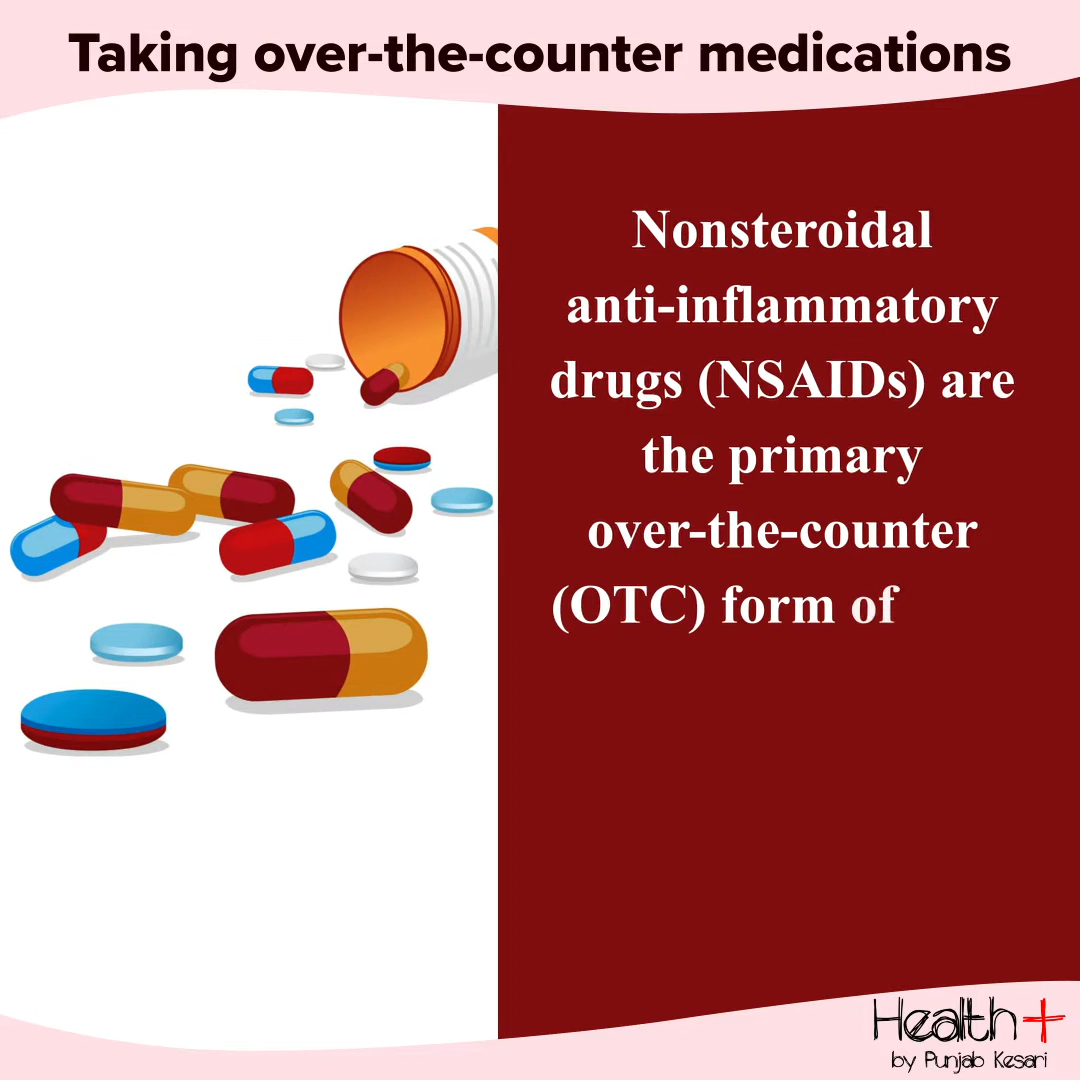 Taking over-the-counter medications
Nonsteroidal
anti-inflammatory
drugs (NSAIDs) are
the primary
over-the-counter
(OTC) form of
Health+
by Punjab Kesari